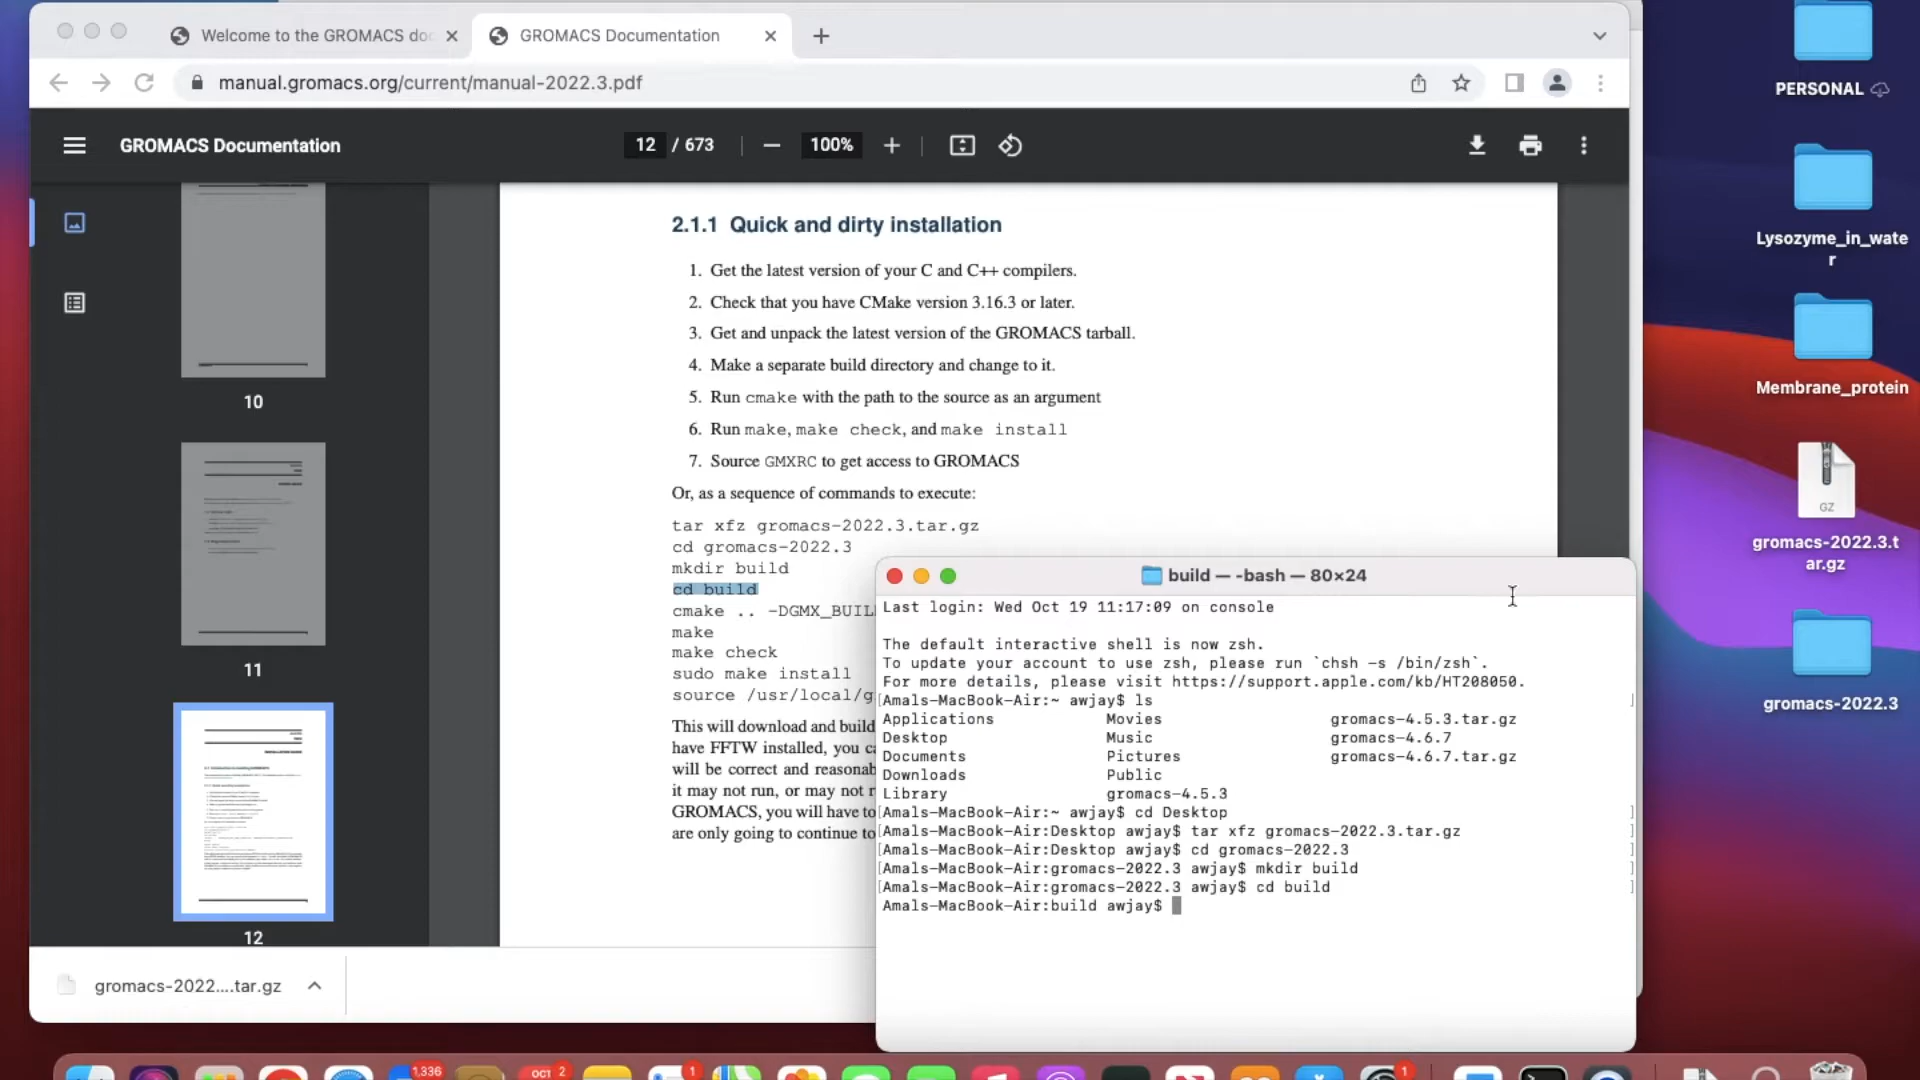 Welcome to the GROMACS doc
GROMACS Documentation
manual.gromacs.org/current/manual-2022.3.pdf
GROMACS Documentation
12 / 673
100%
10
11
12
2.1.1 Quick and dirty installation
1. Get the latest version of your C and C++ compilers.
2. Check that you have CMake version 3.16.3 or later.
3. Get and unpack the latest version of the GROMACS tarball.
4. Make a separate build directory and change to it.
5. Run cmake with the path to the source as an argument
6. Run make, make check, and make install
7. Source GMXRC to get access to GROMACS
Or, as a sequence of commands to execute:
tar xfz gromacs-2022.3.tar.gz
cd gromacs-2022.3
mkdir build
cd build
cmake .. -DGMX_BUIL
make
make check
sudo make install
source /usr/local/g
This will download and build
have FFTW installed, you ca
will be correct and reasonab
it may not run, or may not r
GROMACS, you will have to
are only going to continue to
gromacs-2022....tar.gz
build — -bash — 80×24
Last login: Wed Oct 19 11:17:09 on console
The default interactive shell is now zsh.
To update your account to use zsh, please run `chsh -s /bin/zsh`.
For more details, please visit https://support.apple.com/kb/HT208050.
[Amals-MacBook-Air:~ awjay$ ls ]
Applications Movies gromacs-4.5.3.tar.gz
Desktop Music gromacs-4.6.7
Documents Pictures gromacs-4.6.7.tar.gz
Downloads Public
Library gromacs-4.5.3
[Amals-MacBook-Air:~ awjay$ cd Desktop ]
[Amals-MacBook-Air:Desktop awjay$ tar xfz gromacs-2022.3.tar.gz ]
[Amals-MacBook-Air:Desktop awjay$ cd gromacs-2022.3 ]
[Amals-MacBook-Air:gromacs-2022.3 awjay$ mkdir build ]
[Amals-MacBook-Air:gromacs-2022.3 awjay$ cd build ]
Amals-MacBook-Air:build awjay$
PERSONAL
Lysozyme_in_wate
r
Membrane_protein
GZ
gromacs-2022.3.t
ar.gz
gromacs-2022.3
1,336
OCT
2
1
1